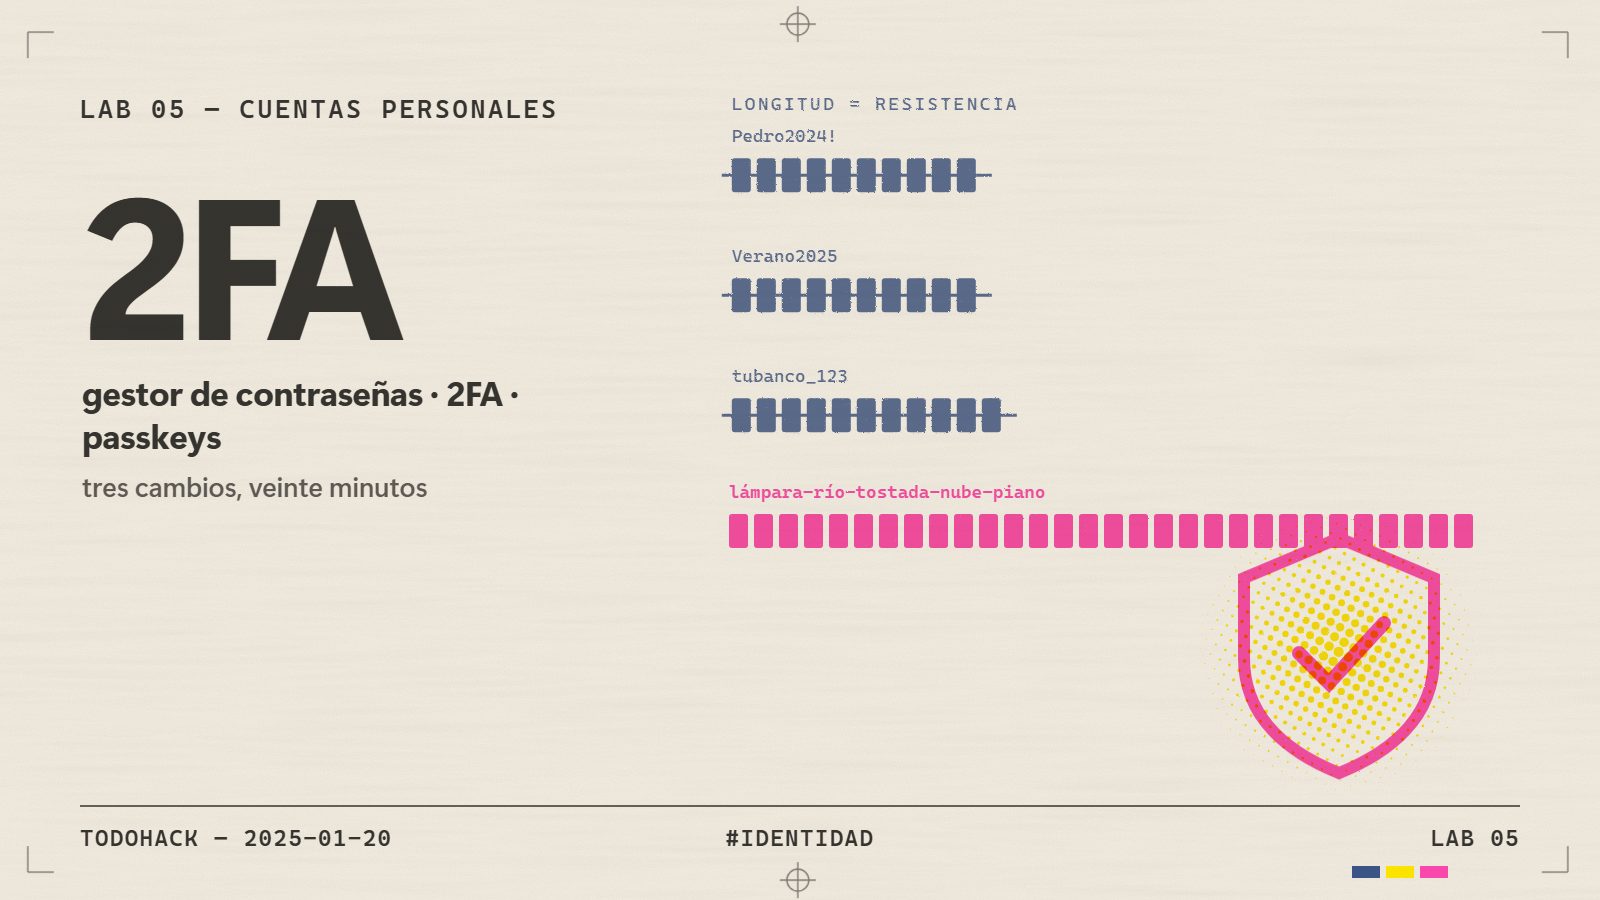 LAB 05 — CUENTAS PERSONALES
2FA
gestor de contraseñas · 2FA ·
passkeys
tres cambios, veinte minutos
LONGITUD = RESISTENCIA
Pedro2024!
Verano2025
tubanco_123
lámpara-río-tostada-nube-piano
TODOHACK — 2025-01-20
#IDENTIDAD
LAB 05